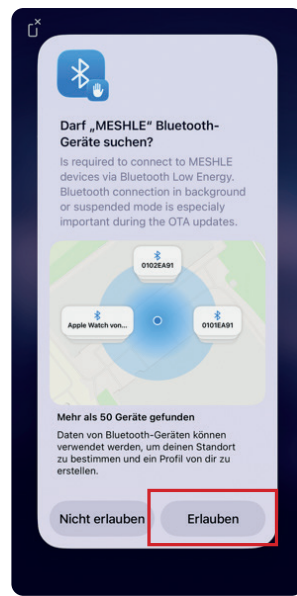 Darf „MESHLE“ Bluetooth-
Geräte suchen?
Is required to connect to MESHLE
devices via Bluetooth Low Energy.
Bluetooth connection in background
or suspended mode is especialy
important during the OTA updates.
0102EA91
Apple Watch von...
0101EA91
Mehr als 50 Geräte gefunden
Daten von Bluetooth-Geräten können
verwendet werden, um deinen Standort
zu bestimmen und ein Profil von dir zu
erstellen.
Nicht erlauben
Erlauben